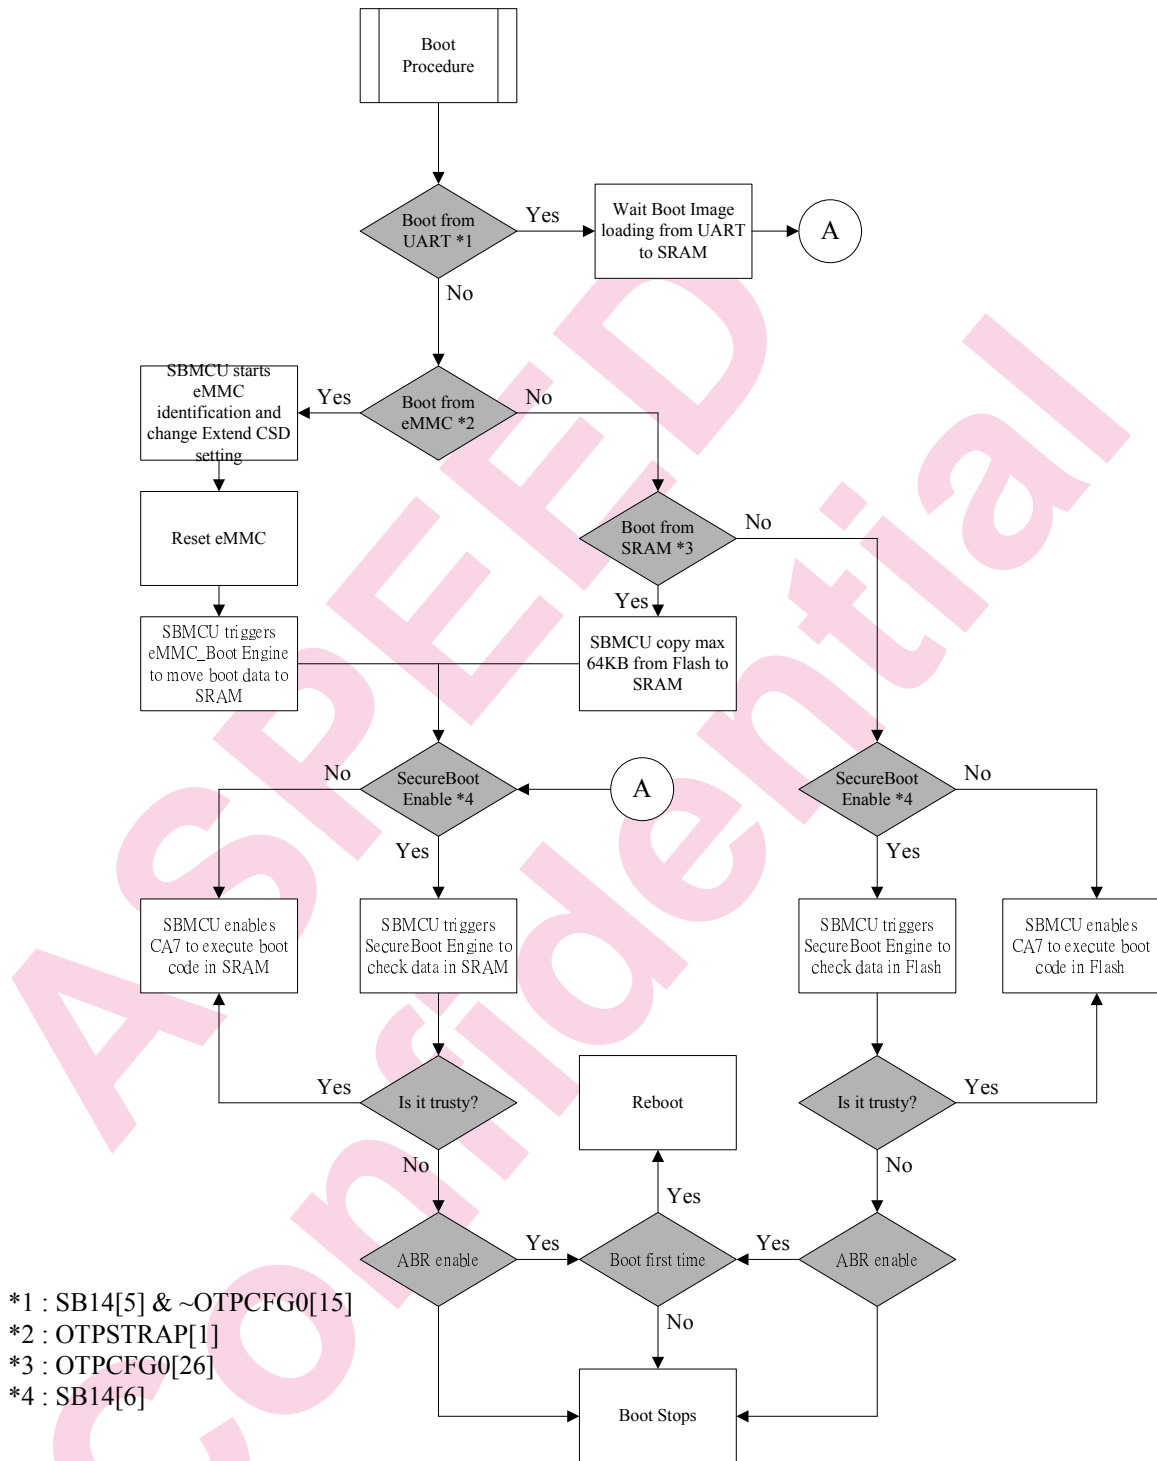 Boot
Procedure
Boot from
UART *1
Yes
Wait Boot Image
loading from UART
to SRAM
A
No
SBMCU starts
eMMC
identification and
change Extend CSD
setting
Yes
Boot from
eMMC *2
No
Reset eMMC
Boot from
SRAM *3
No
Yes
SBMCU triggers
eMMC_Boot Engine
to move boot data to
SRAM
SBMCU copy max
64KB from Flash to
SRAM
No
SecureBoot
Enable *4
A
SecureBoot
Enable *4
No
Yes
Yes
SBMCU enables
CA7 to execute boot
code in SRAM
SBMCU triggers
SecureBoot Engine to
check data in SRAM
SBMCU triggers
SecureBoot Engine to
check data in Flash
SBMCU enables
CA7 to execute boot
code in Flash
Yes
Is it trusty?
Reboot
Is it trusty?
Yes
No
Yes
No
ABR enable
Yes
Boot first time
Yes
ABR enable
No
Boot Stops
*1 : SB14[5] & ~OTPCFG0[15]
*2 : OTPSTRAP[1]
*3 : OTPCFG0[26]
*4 : SB14[6]
ASPEED
Confidential